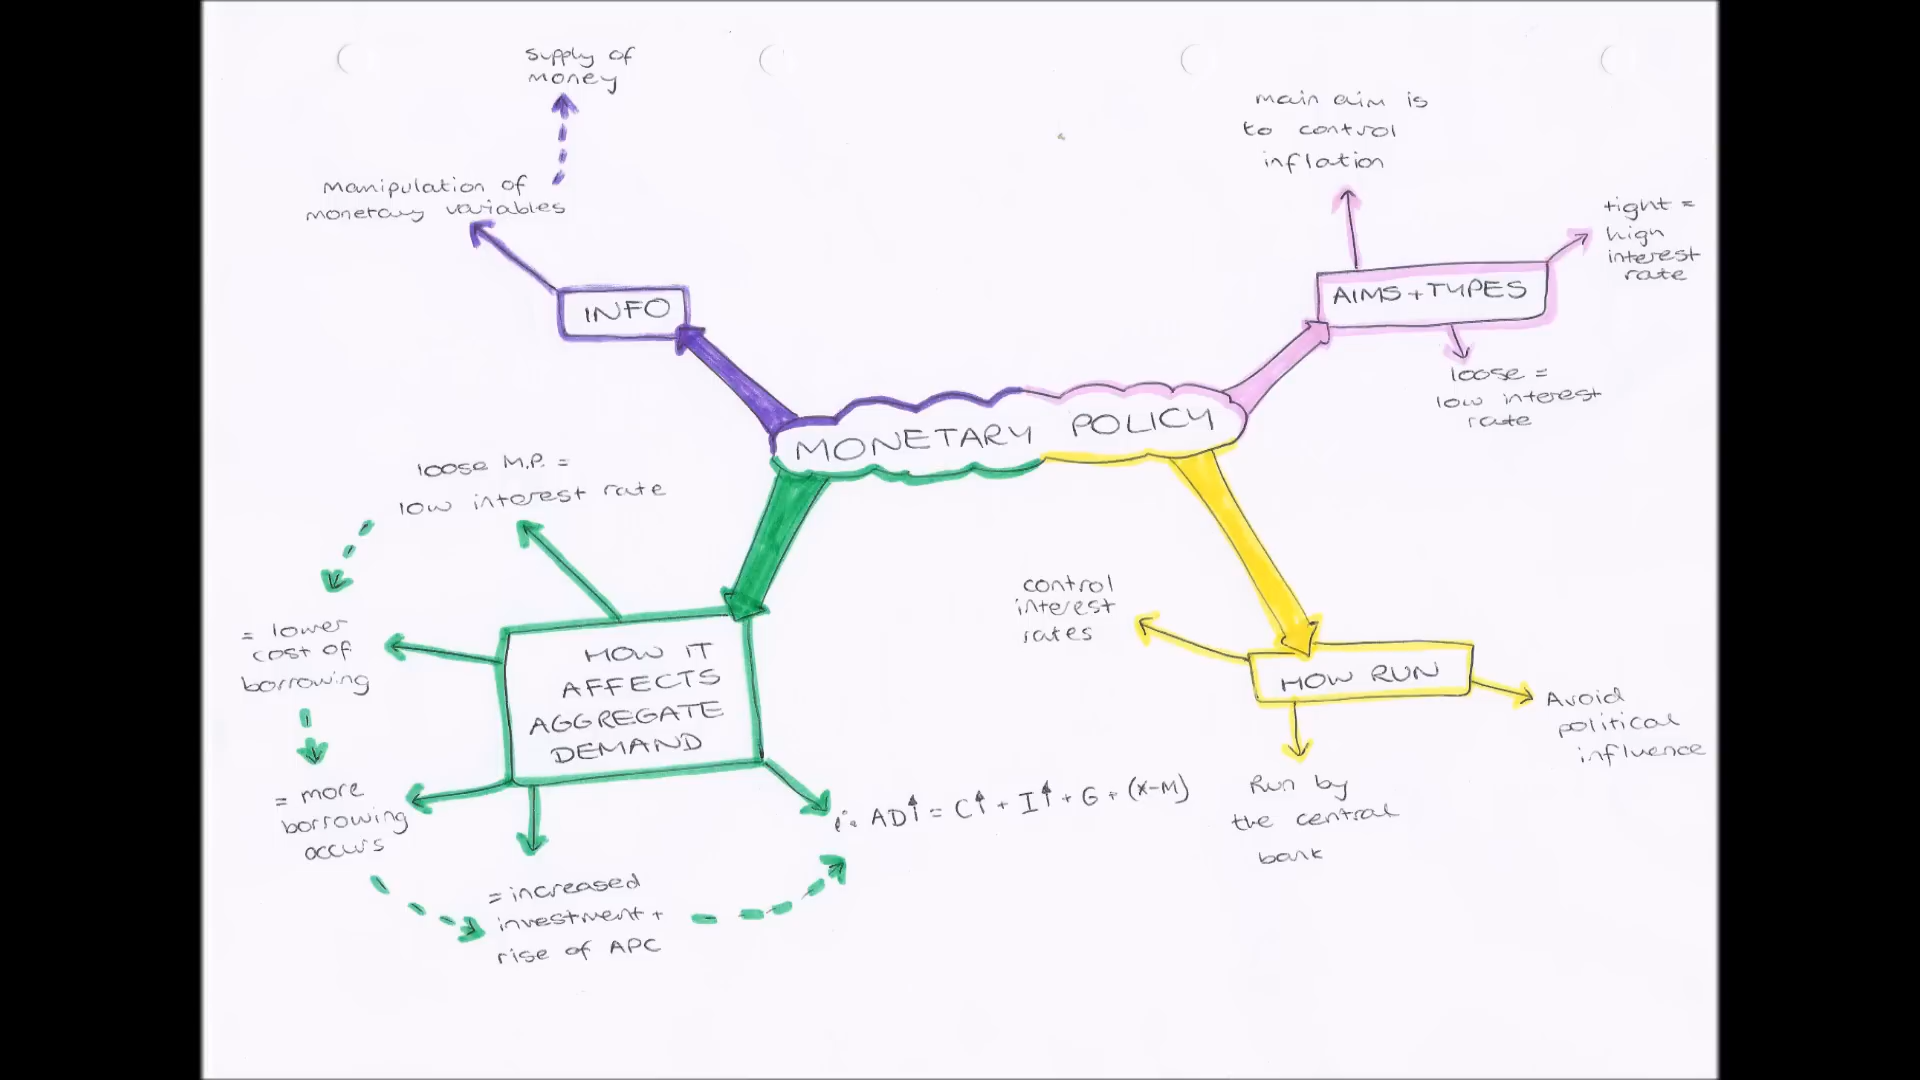 supply of
money
Manipulation of
monetary variables
INFO
main aim is
to control
inflation
tight =
high
interest
rate
AIMS + TYPES
loose =
low interest
rate
MONETARY POLICY
loose M.P. =
low interest rate
= lower
cost of
borrowing
= more
borrowing
occurs
HOW IT
AFFECTS
AGGREGATE
DEMAND
= increased
investment +
rise of APC
∴ AD↑ = C↑ + I↑ + G + (X-M)
control
interest
rates
HOW RUN
Avoid
political
influence
Run by
the central
bank